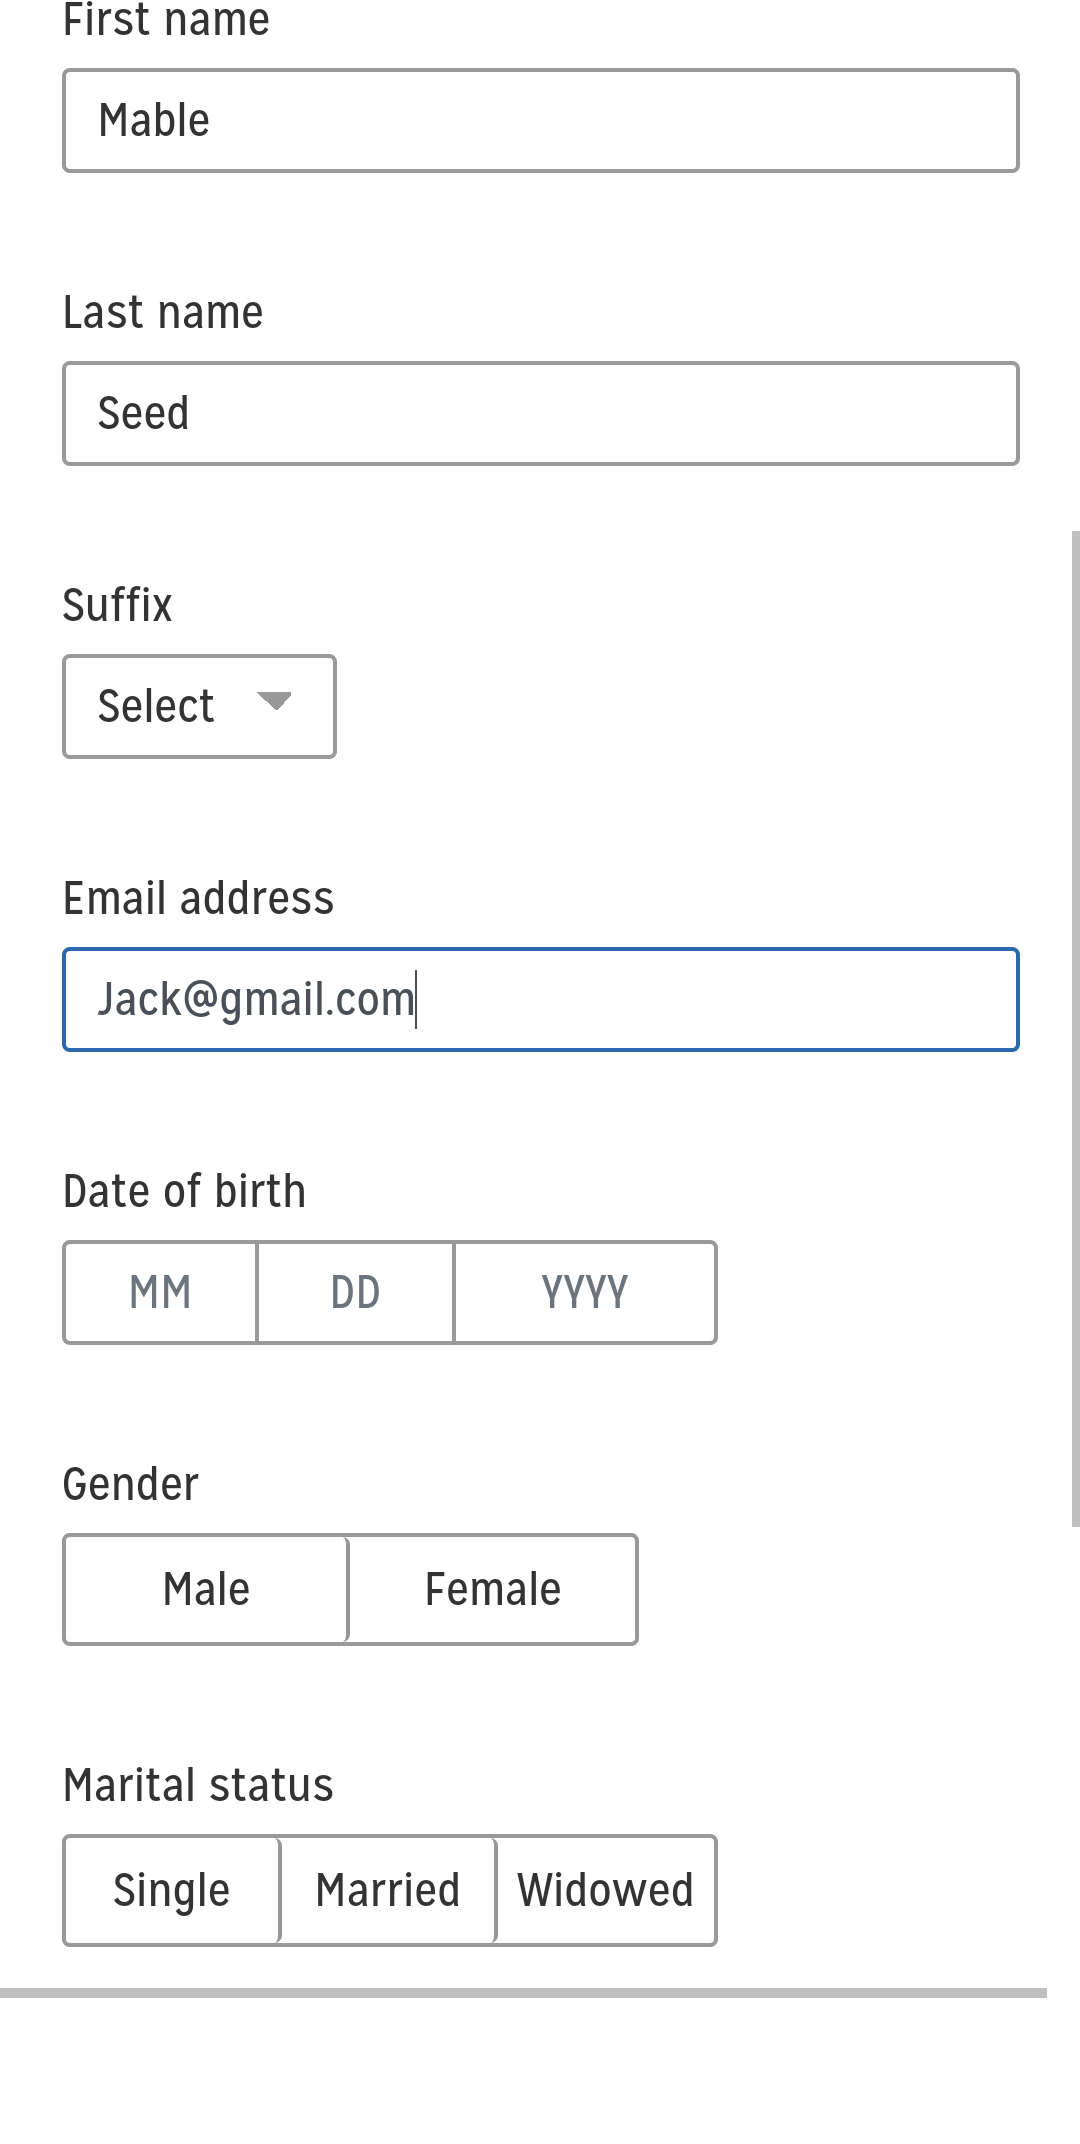 First name
Mable
Last name
Seed
Suffix
Select
Email address
Jack@gmail.com
Date of birth
MM DD YYYY
Gender
Male Female
Marital status
Single Married Widowed